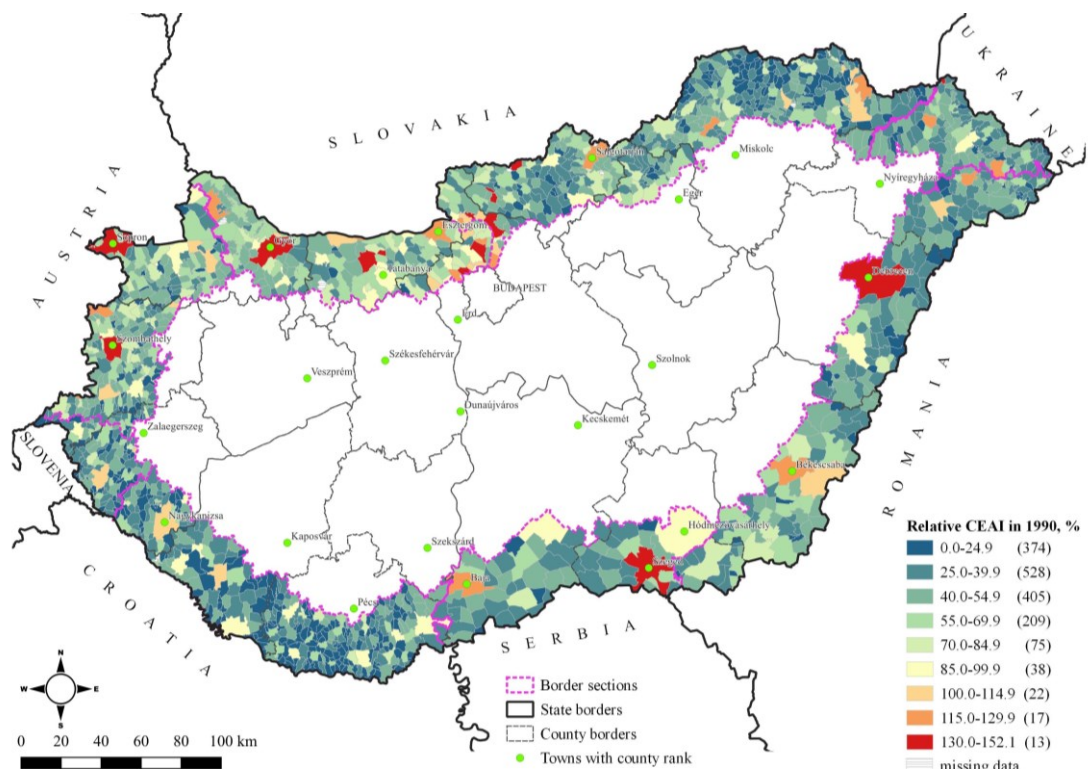 UKRAINE
SLOVAKIA
AUSTRIA
ROMANIA
SLOVENIA
CROATIA
SERBIA
Salgótarján
Miskolc
Nyíregyháza
Eger
Sopron
Győr
Esztergom
Tatabánya
BUDAPEST
Debrecen
Érd
Szombathely
Székesfehérvár
Veszprém
Szolnok
Dunaújváros
Kecskemét
Zalaegerszeg
Békéscsaba
Nagykanizsa
Hódmezővásárhely
Kaposvár
Szekszárd
Szeged
Baja
Pécs
N
W E
S
0 20 40 60 80 100 km
Border sections
State borders
County borders
Towns with county rank
Relative CEAI in 1990, %
0.0-24.9 (374)
25.0-39.9 (528)
40.0-54.9 (405)
55.0-69.9 (209)
70.0-84.9 (75)
85.0-99.9 (38)
100.0-114.9 (22)
115.0-129.9 (17)
130.0-152.1 (13)
missing data